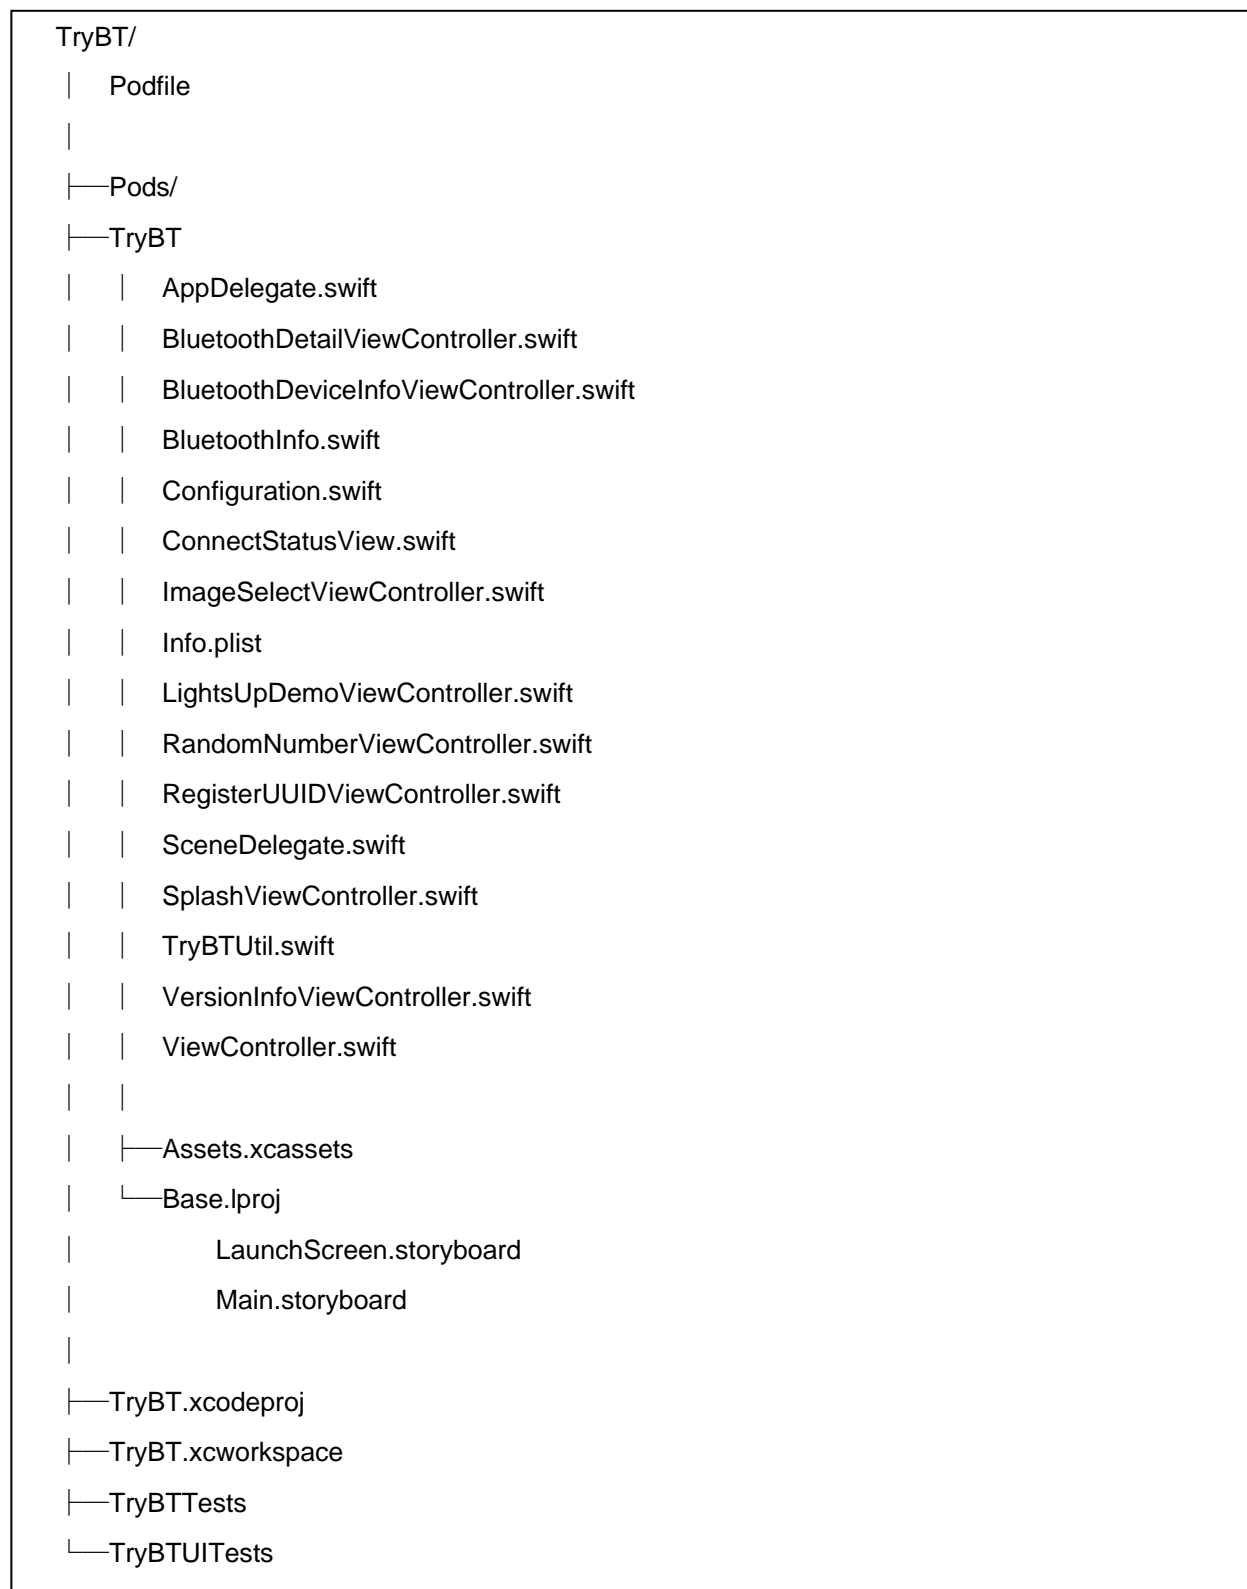 TryBT/
│ Podfile
│
├──Pods/
├──TryBT
│ │ AppDelegate.swift
│ │ BluetoothDetailViewController.swift
│ │ BluetoothDeviceInfoViewController.swift
│ │ BluetoothInfo.swift
│ │ Configuration.swift
│ │ ConnectStatusView.swift
│ │ ImageSelectViewController.swift
│ │ Info.plist
│ │ LightsUpDemoViewController.swift
│ │ RandomNumberViewController.swift
│ │ RegisterUUIDViewController.swift
│ │ SceneDelegate.swift
│ │ SplashViewController.swift
│ │ TryBTUtil.swift
│ │ VersionInfoViewController.swift
│ │ ViewController.swift
│ │
│ ├──Assets.xcassets
│ └──Base.lproj
│ LaunchScreen.storyboard
│ Main.storyboard
│
├──TryBT.xcodeproj
├──TryBT.xcworkspace
├──TryBTTests
└──TryBTUITests